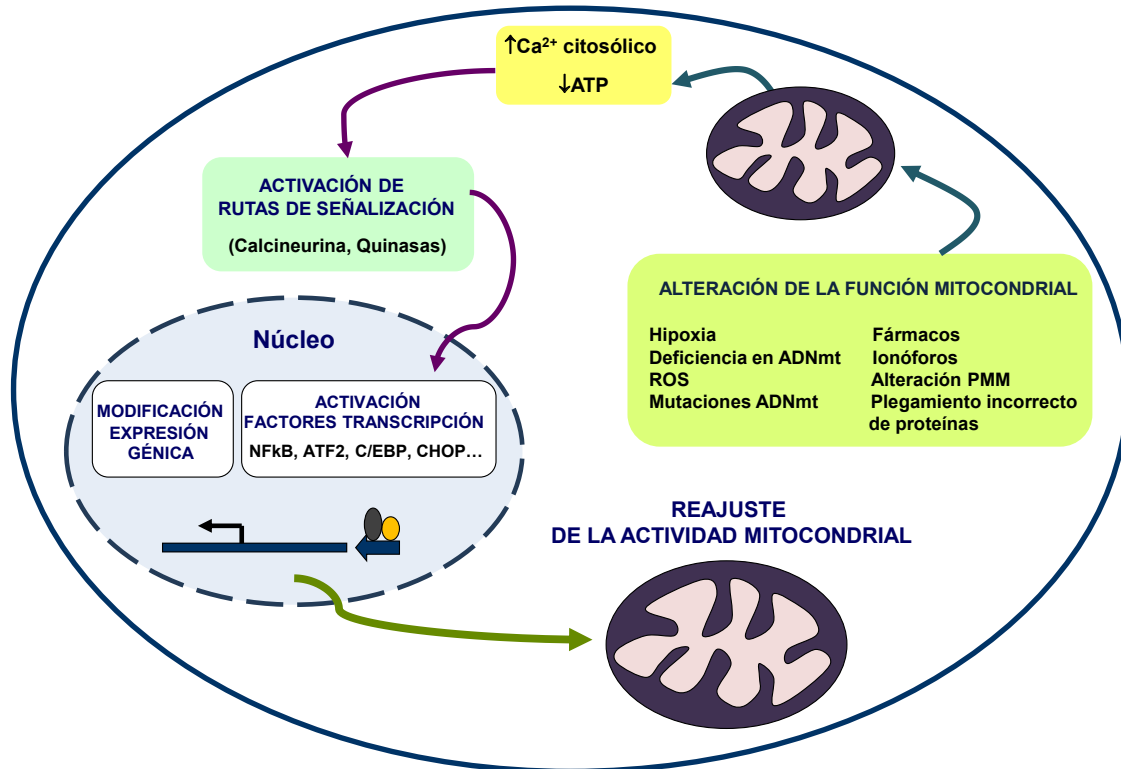 ↑Ca²⁺ citosólico
↓ATP
ACTIVACIÓN DE
RUTAS DE SEÑALIZACIÓN
(Calcineurina, Quinasas)
ALTERACIÓN DE LA FUNCIÓN MITOCONDRIAL
Hipoxia
Deficiencia en ADNmt
ROS
Mutaciones ADNmt
Fármacos
Ionóforos
Alteración PMM
Plegamiento incorrecto
de proteínas
Núcleo
MODIFICACIÓN
EXPRESIÓN
GÉNICA
ACTIVACIÓN
FACTORES TRANSCRIPCIÓN
NFkB, ATF2, C/EBP, CHOP…
REAJUSTE
DE LA ACTIVIDAD MITOCONDRIAL